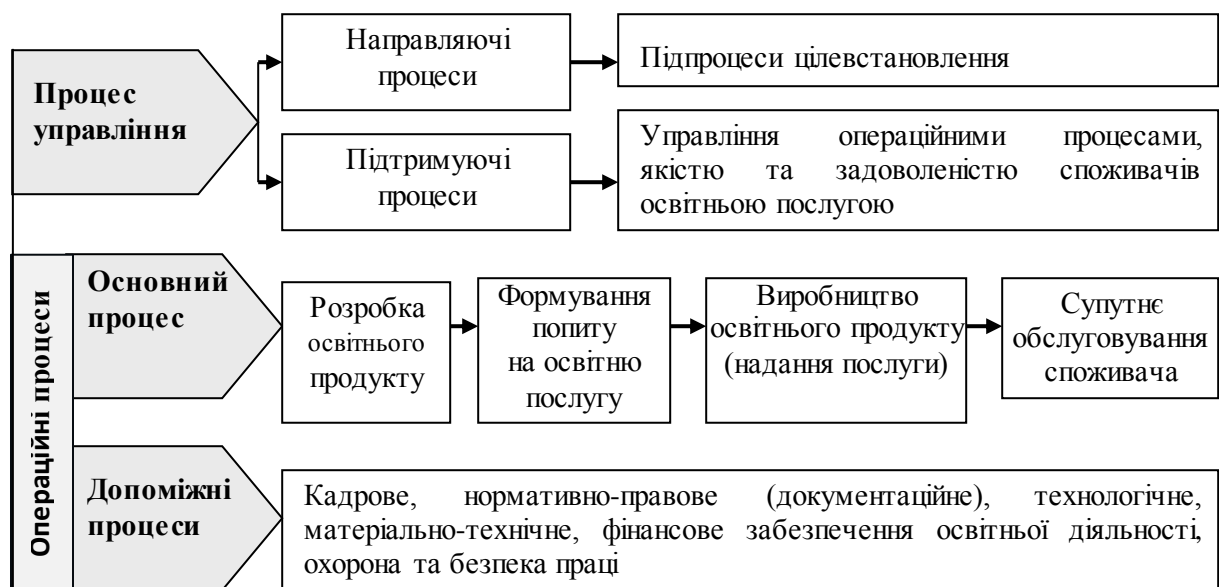 Процес
управління
Направляючі
процеси
Підпроцеси цілевстановлення
Підтримуючі
процеси
Управління операційними процесами,
якістю та задоволеністю споживачів
освітньою послугою
Операційні процеси
Основний
процес
Розробка
освітнього
продукту
Формування
попиту
на освітню
послугу
Виробництво
освітнього продукту
(надання послуги)
Супутнє
обслуговування
споживача
Допоміжні
процеси
Кадрове, нормативно-правове (документаційне), технологічне,
матеріально-технічне, фінансове забезпечення освітньої діяльності,
охорона та безпека праці